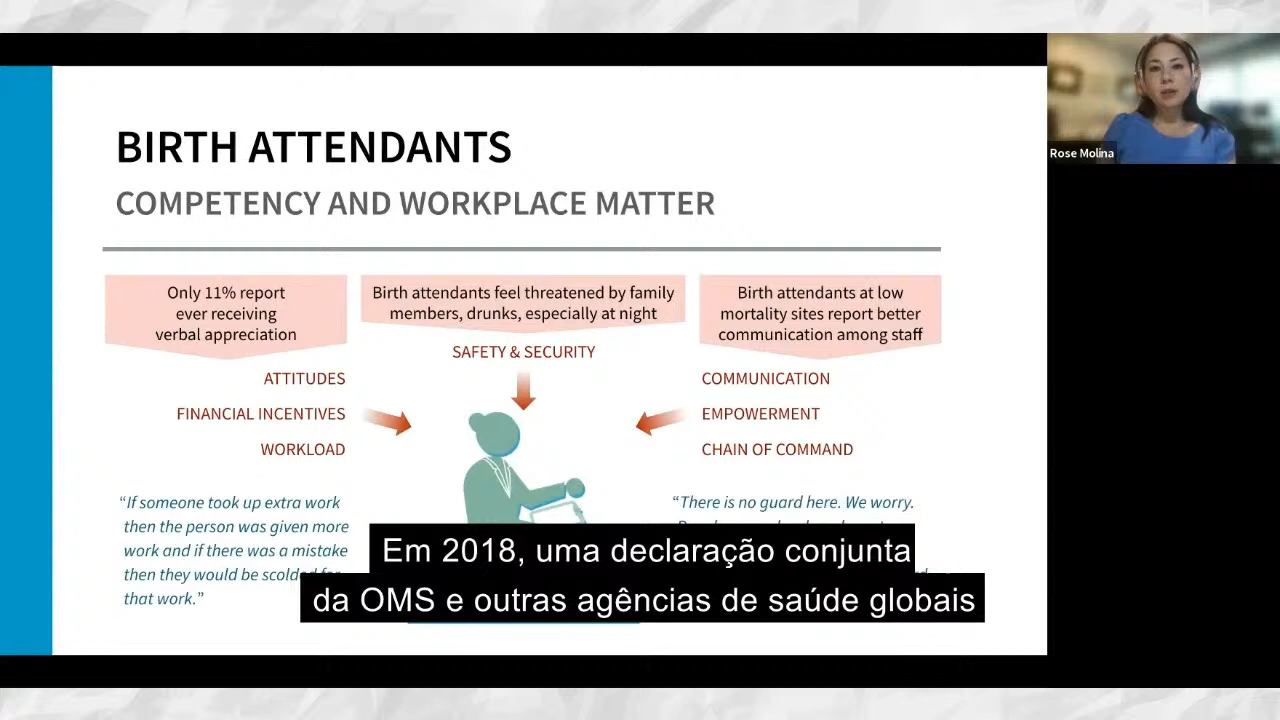 BIRTH ATTENDANTS
COMPETENCY AND WORKPLACE MATTER
Only 11% report
ever receiving
verbal appreciation
Birth attendants feel threatened by family
members, drunks, especially at night
Birth attendants at low
mortality sites report better
communication among staff
SAFETY & SECURITY
ATTITUDES
FINANCIAL INCENTIVES
WORKLOAD
COMMUNICATION
EMPOWERMENT
CHAIN OF COMMAND
“If someone took up extra work
then the person was given more
work and if there was a mistake
then they would be scolded for
that work.”
“There is no guard here. We worry.
Em 2018, uma declaração conjunta
da OMS e outras agências de saúde globais
Rose Molina